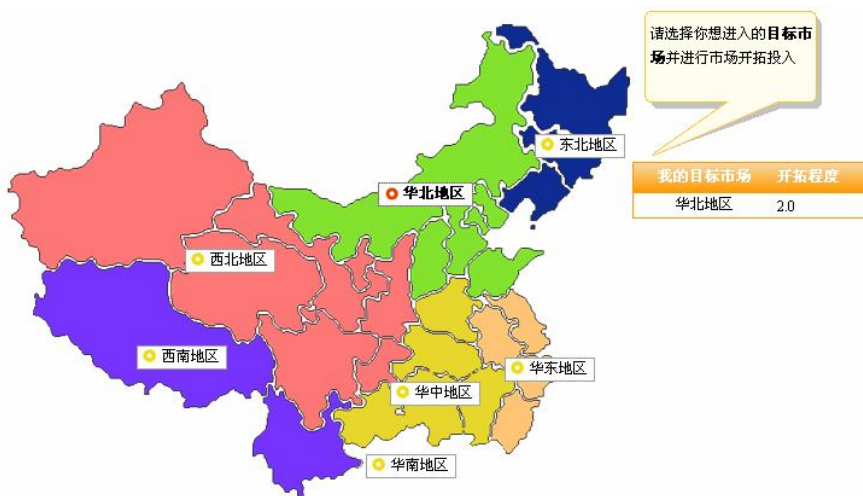 请选择你想进入的目标市
场并进行市场开拓投入
东北地区
我的目标市场 开拓程度
华北地区
华北地区 2.0
西北地区
西南地区
华东地区
华中地区
华南地区